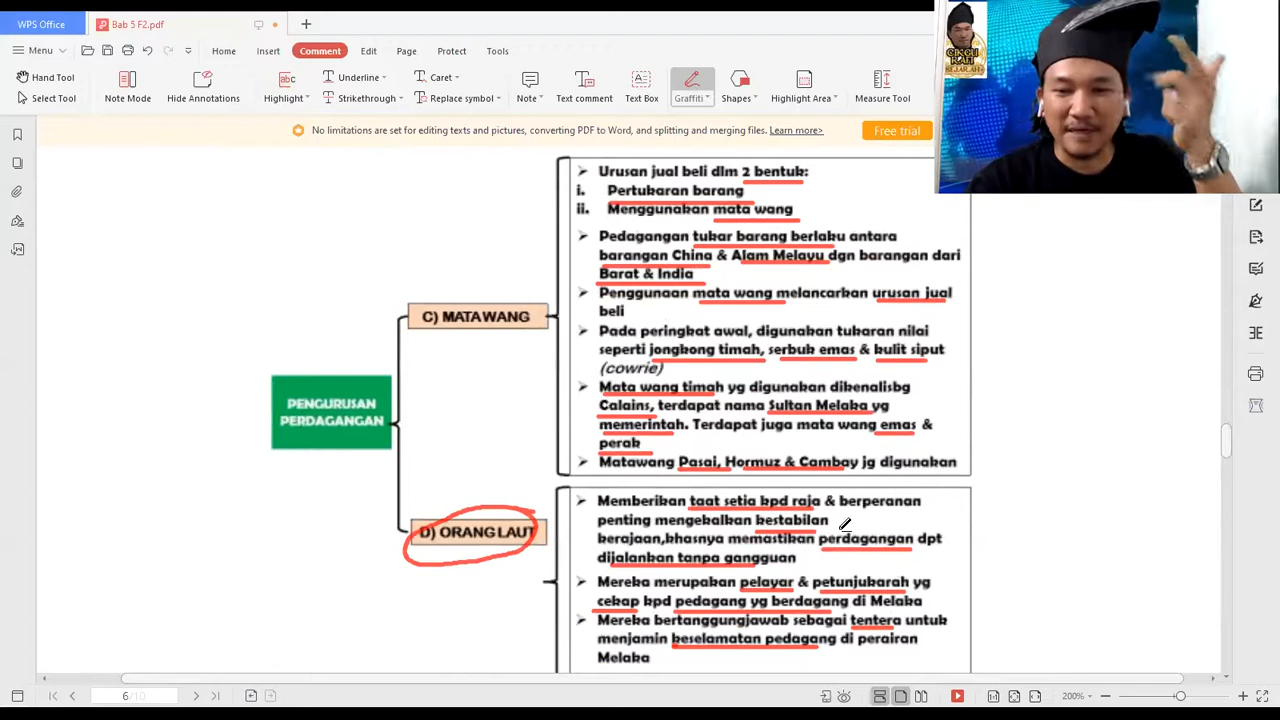 WPS Office
Bab 5 F2.pdf
Menu
Home
Insert
Comment
Edit
Page
Protect
Tools
Hand Tool
Select Tool
Note Mode
Hide Annotations
Highlight
Underline
Strikethrough
Caret
Replace symbol
Note
Text comment
Text Box
Graffiti
Shapes
Highlight Area
Measure Tool
No limitations are set for editing texts and pictures, converting PDF to Word, and splitting and merging files. Learn more>
Free trial
CIKGU
RAFI
SEJARAH
PENGURUSAN
PERDAGANGAN
C) MATA WANG
Urusan jual beli dlm 2 bentuk:
i. Pertukaran barang
ii. Menggunakan mata wang
Pedagangan tukar barang berlaku antara
barangan China & Alam Melayu dgn barangan dari
Barat & India
Penggunaan mata wang melancarkan urusan jual
beli
Pada peringkat awal, digunakan tukaran nilai
seperti jongkong timah, serbuk emas & kulit siput
(cowrie)
Mata wang timah yg digunakan dikenalisbg
Calains, terdapat nama Sultan Melaka yg
memerintah. Terdapat juga mata wang emas &
perak
Matawang Pasai, Hormuz & Cambay jg digunakan
D) ORANG LAUT
Memberikan taat setia kpd raja & berperanan
penting mengekalkan kestabilan
kerajaan,khasnya memastikan perdagangan dpt
dijalankan tanpa gangguan
Mereka merupakan pelayar & petunjukarah yg
cekap kpd pedagang yg berdagang di Melaka
Mereka bertanggungjawab sebagai tentera untuk
menjamin keselamatan pedagang di perairan
Melaka
6/10
200%